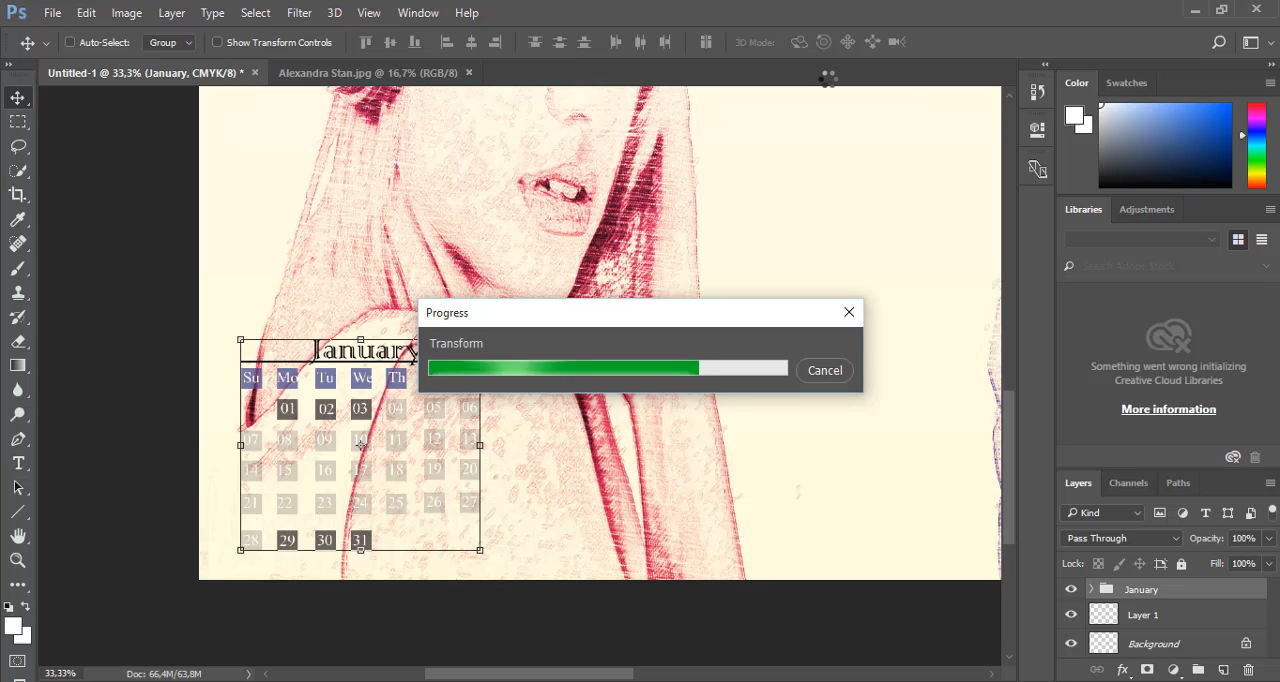 Ps File Edit Image Layer Type Select Filter 3D View Window Help
Auto-Select: Group Show Transform Controls 3D Mode:
Untitled-1 @ 33,3% (January, CMYK/8) * × Alexandra Stan.jpg @ 16,7% (RGB/8) ×
Color Swatches
Libraries Adjustments
Search Adobe Stock
Something went wrong initializing
Creative Cloud Libraries
More information
Progress
Transform
Cancel
January
Su Mo Tu We Th
01 02 03 04 05 06
07 08 09 10 11 12 13
14 15 16 17 18 19 20
21 22 23 24 25 26 27
28 29 30 31
Layers Channels Paths
Kind
Pass Through Opacity: 100%
Lock: Fill: 100%
January
Layer 1
Background
fx
33,33% Doc: 66,4M/63,8M